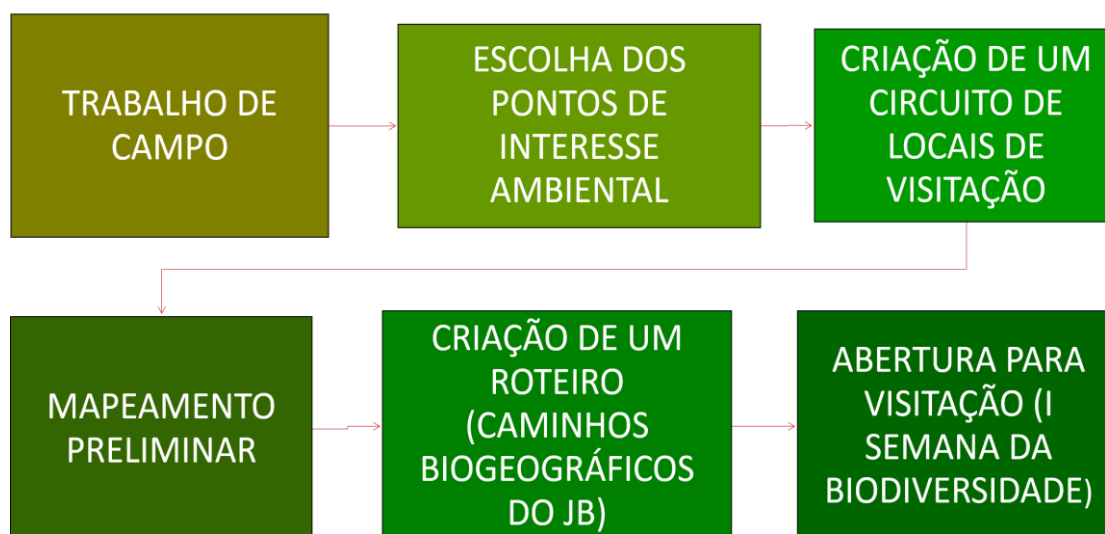 TRABALHO DE
CAMPO
ESCOLHA DOS
PONTOS DE
INTERESSE
AMBIENTAL
CRIAÇÃO DE UM
CIRCUITO DE
LOCAIS DE
VISITAÇÃO
MAPEAMENTO
PRELIMINAR
CRIAÇÃO DE UM
ROTEIRO
(CAMINHOS
BIOGEOGRÁFICOS
DO JB)
ABERTURA PARA
VISITAÇÃO (I
SEMANA DA
BIODIVERSIDADE)